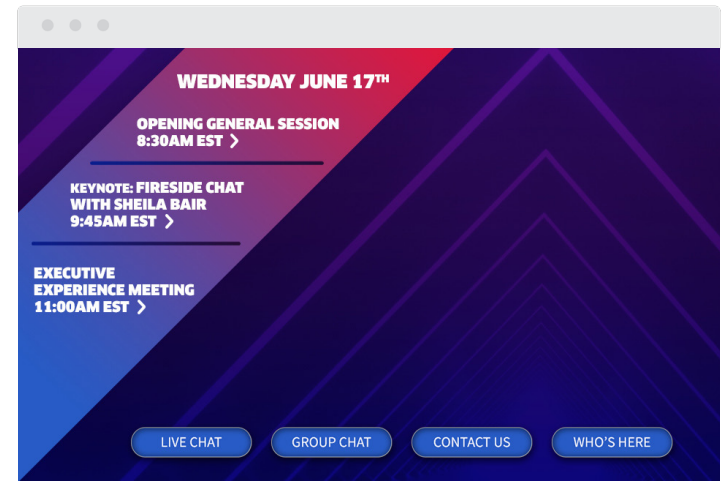 WEDNESDAY JUNE 17TH
OPENING GENERAL SESSION
8:30AM EST >
KEYNOTE: FIRESIDE CHAT
WITH SHEILA BAIR
9:45AM EST >
EXECUTIVE
EXPERIENCE MEETING
11:00AM EST >
LIVE CHAT
GROUP CHAT
CONTACT US
WHO'S HERE